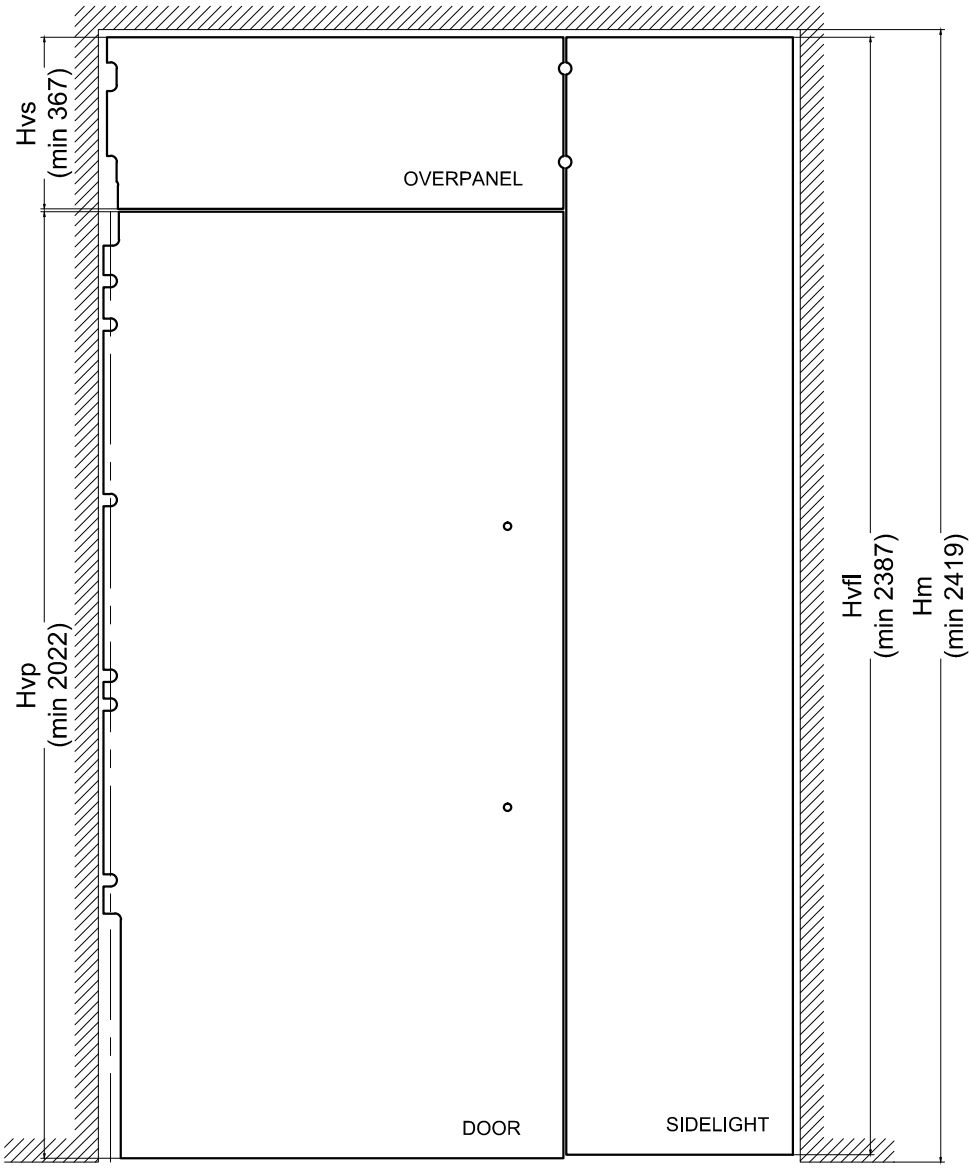 Hvs
(min 367)
OVERPANEL
Hvp
(min 2022)
Hvfl
(min 2387)
Hm
(min 2419)
DOOR
SIDELIGHT